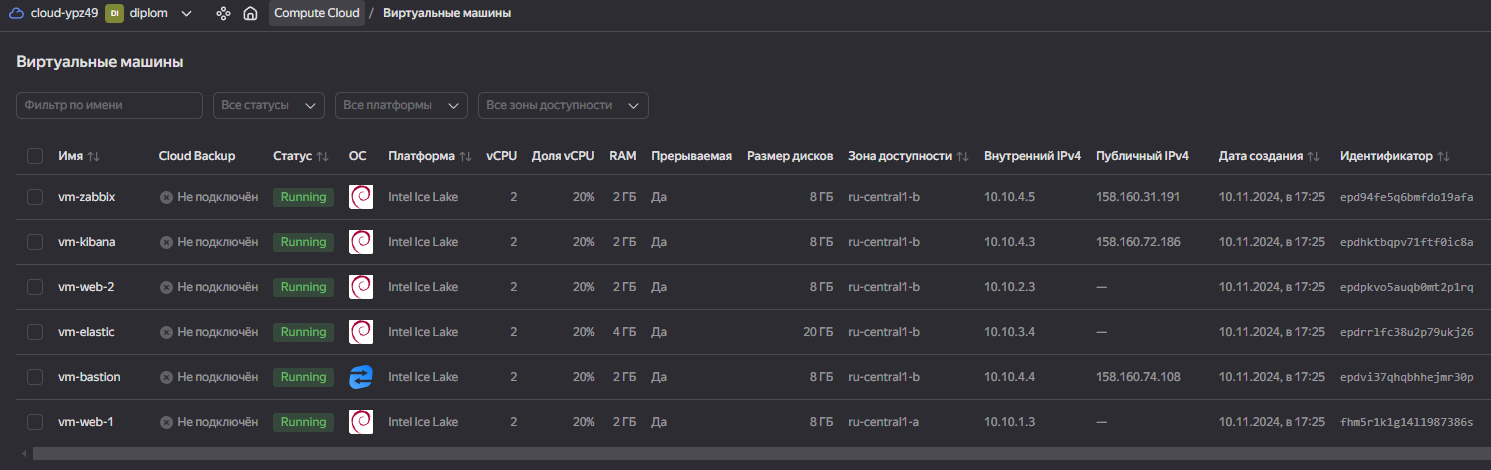 cloud-ypz49 DI diplom Compute Cloud / Виртуальные машины
Виртуальные машины
Фильтр по имени Все статусы Все платформы Все зоны доступности
Имя Cloud Backup Статус ОС Платформа vCPU Доля vCPU RAM Прерываемая Размер дисков Зона доступности Внутренний IPv4 Публичный IPv4 Дата создания Идентификатор
vm-zabbix Не подключён Running Intel Ice Lake 2 20% 2 ГБ Да 8 ГБ ru-central1-b 10.10.4.5 158.160.31.191 10.11.2024, в 17:25 epd94fe5q6bmfdo19afa
vm-kibana Не подключён Running Intel Ice Lake 2 20% 2 ГБ Да 8 ГБ ru-central1-b 10.10.4.3 158.160.72.186 10.11.2024, в 17:25 epdhktbqpv71ftf0ic8a
vm-web-2 Не подключён Running Intel Ice Lake 2 20% 2 ГБ Да 8 ГБ ru-central1-b 10.10.2.3 — 10.11.2024, в 17:25 epdpkvo5auqb0mt2p1rq
vm-elastic Не подключён Running Intel Ice Lake 2 20% 4 ГБ Да 20 ГБ ru-central1-b 10.10.3.4 — 10.11.2024, в 17:25 epdrr1fc38u2p79ukj26
vm-bastion Не подключён Running Intel Ice Lake 2 20% 2 ГБ Да 8 ГБ ru-central1-b 10.10.4.4 158.160.74.108 10.11.2024, в 17:25 epdvi37qhqbhhejmr30p
vm-web-1 Не подключён Running Intel Ice Lake 2 20% 2 ГБ Да 8 ГБ ru-central1-a 10.10.1.3 — 10.11.2024, в 17:25 fhm5r1k1g14l1987386s